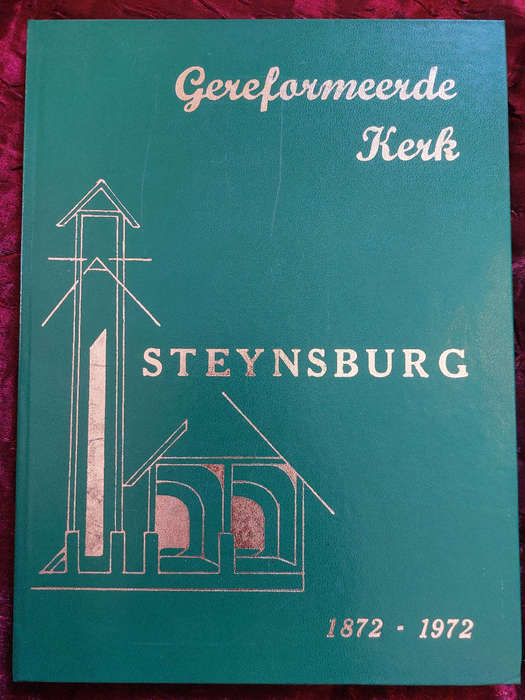 Gereformeerde
Kerk
STEYNSBURG
1872 - 1972